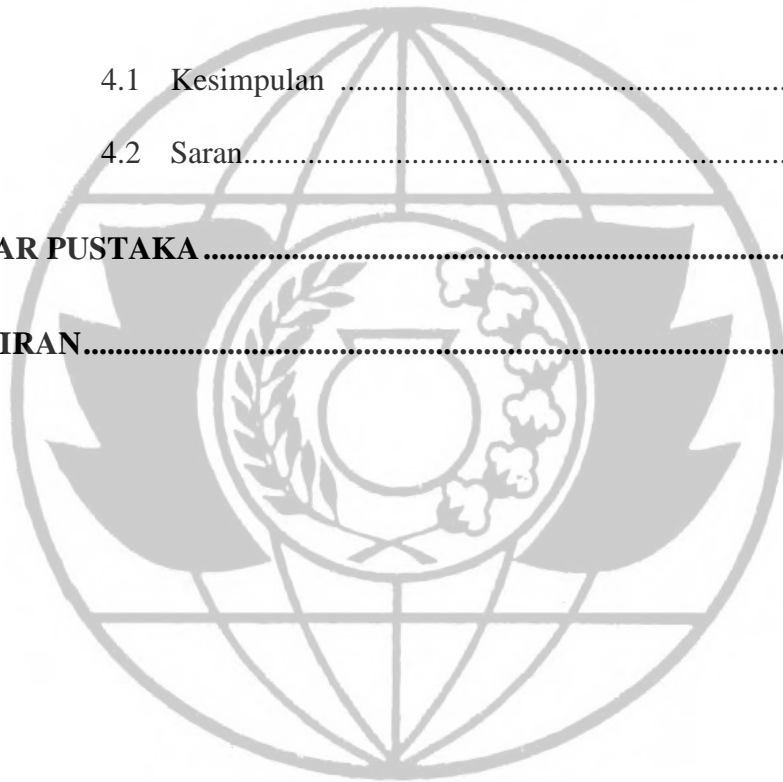 4.1 Kesimpulan ........................................................................
4.2 Saran........................................................................................
AR PUSTAKA ..............................................................................................
IRAN....................................................................................................................